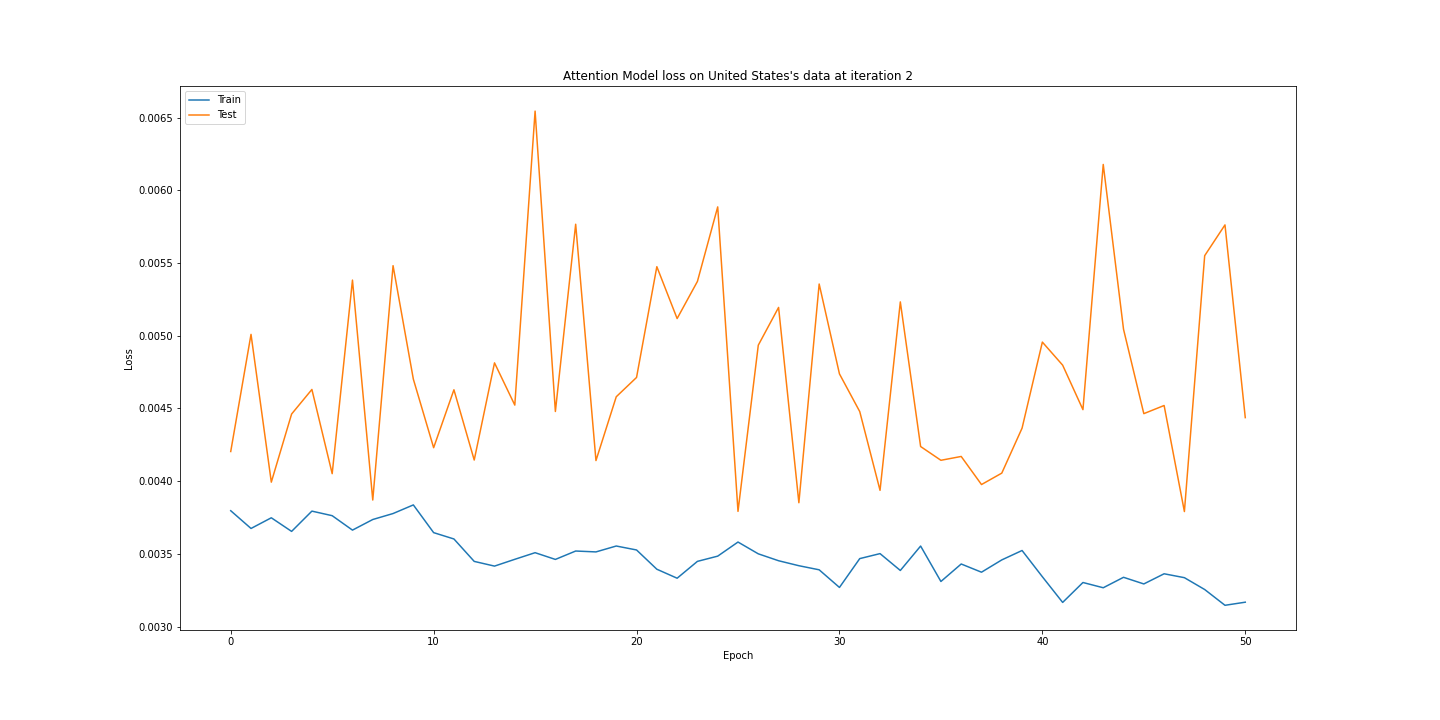 Attention Model loss on United States's data at iteration 2
Train
Test
0.0065
0.0060
0.0055
0.0050
0.0045
0.0040
0.0035
0.0030
Loss
0 10 20 30 40 50
Epoch